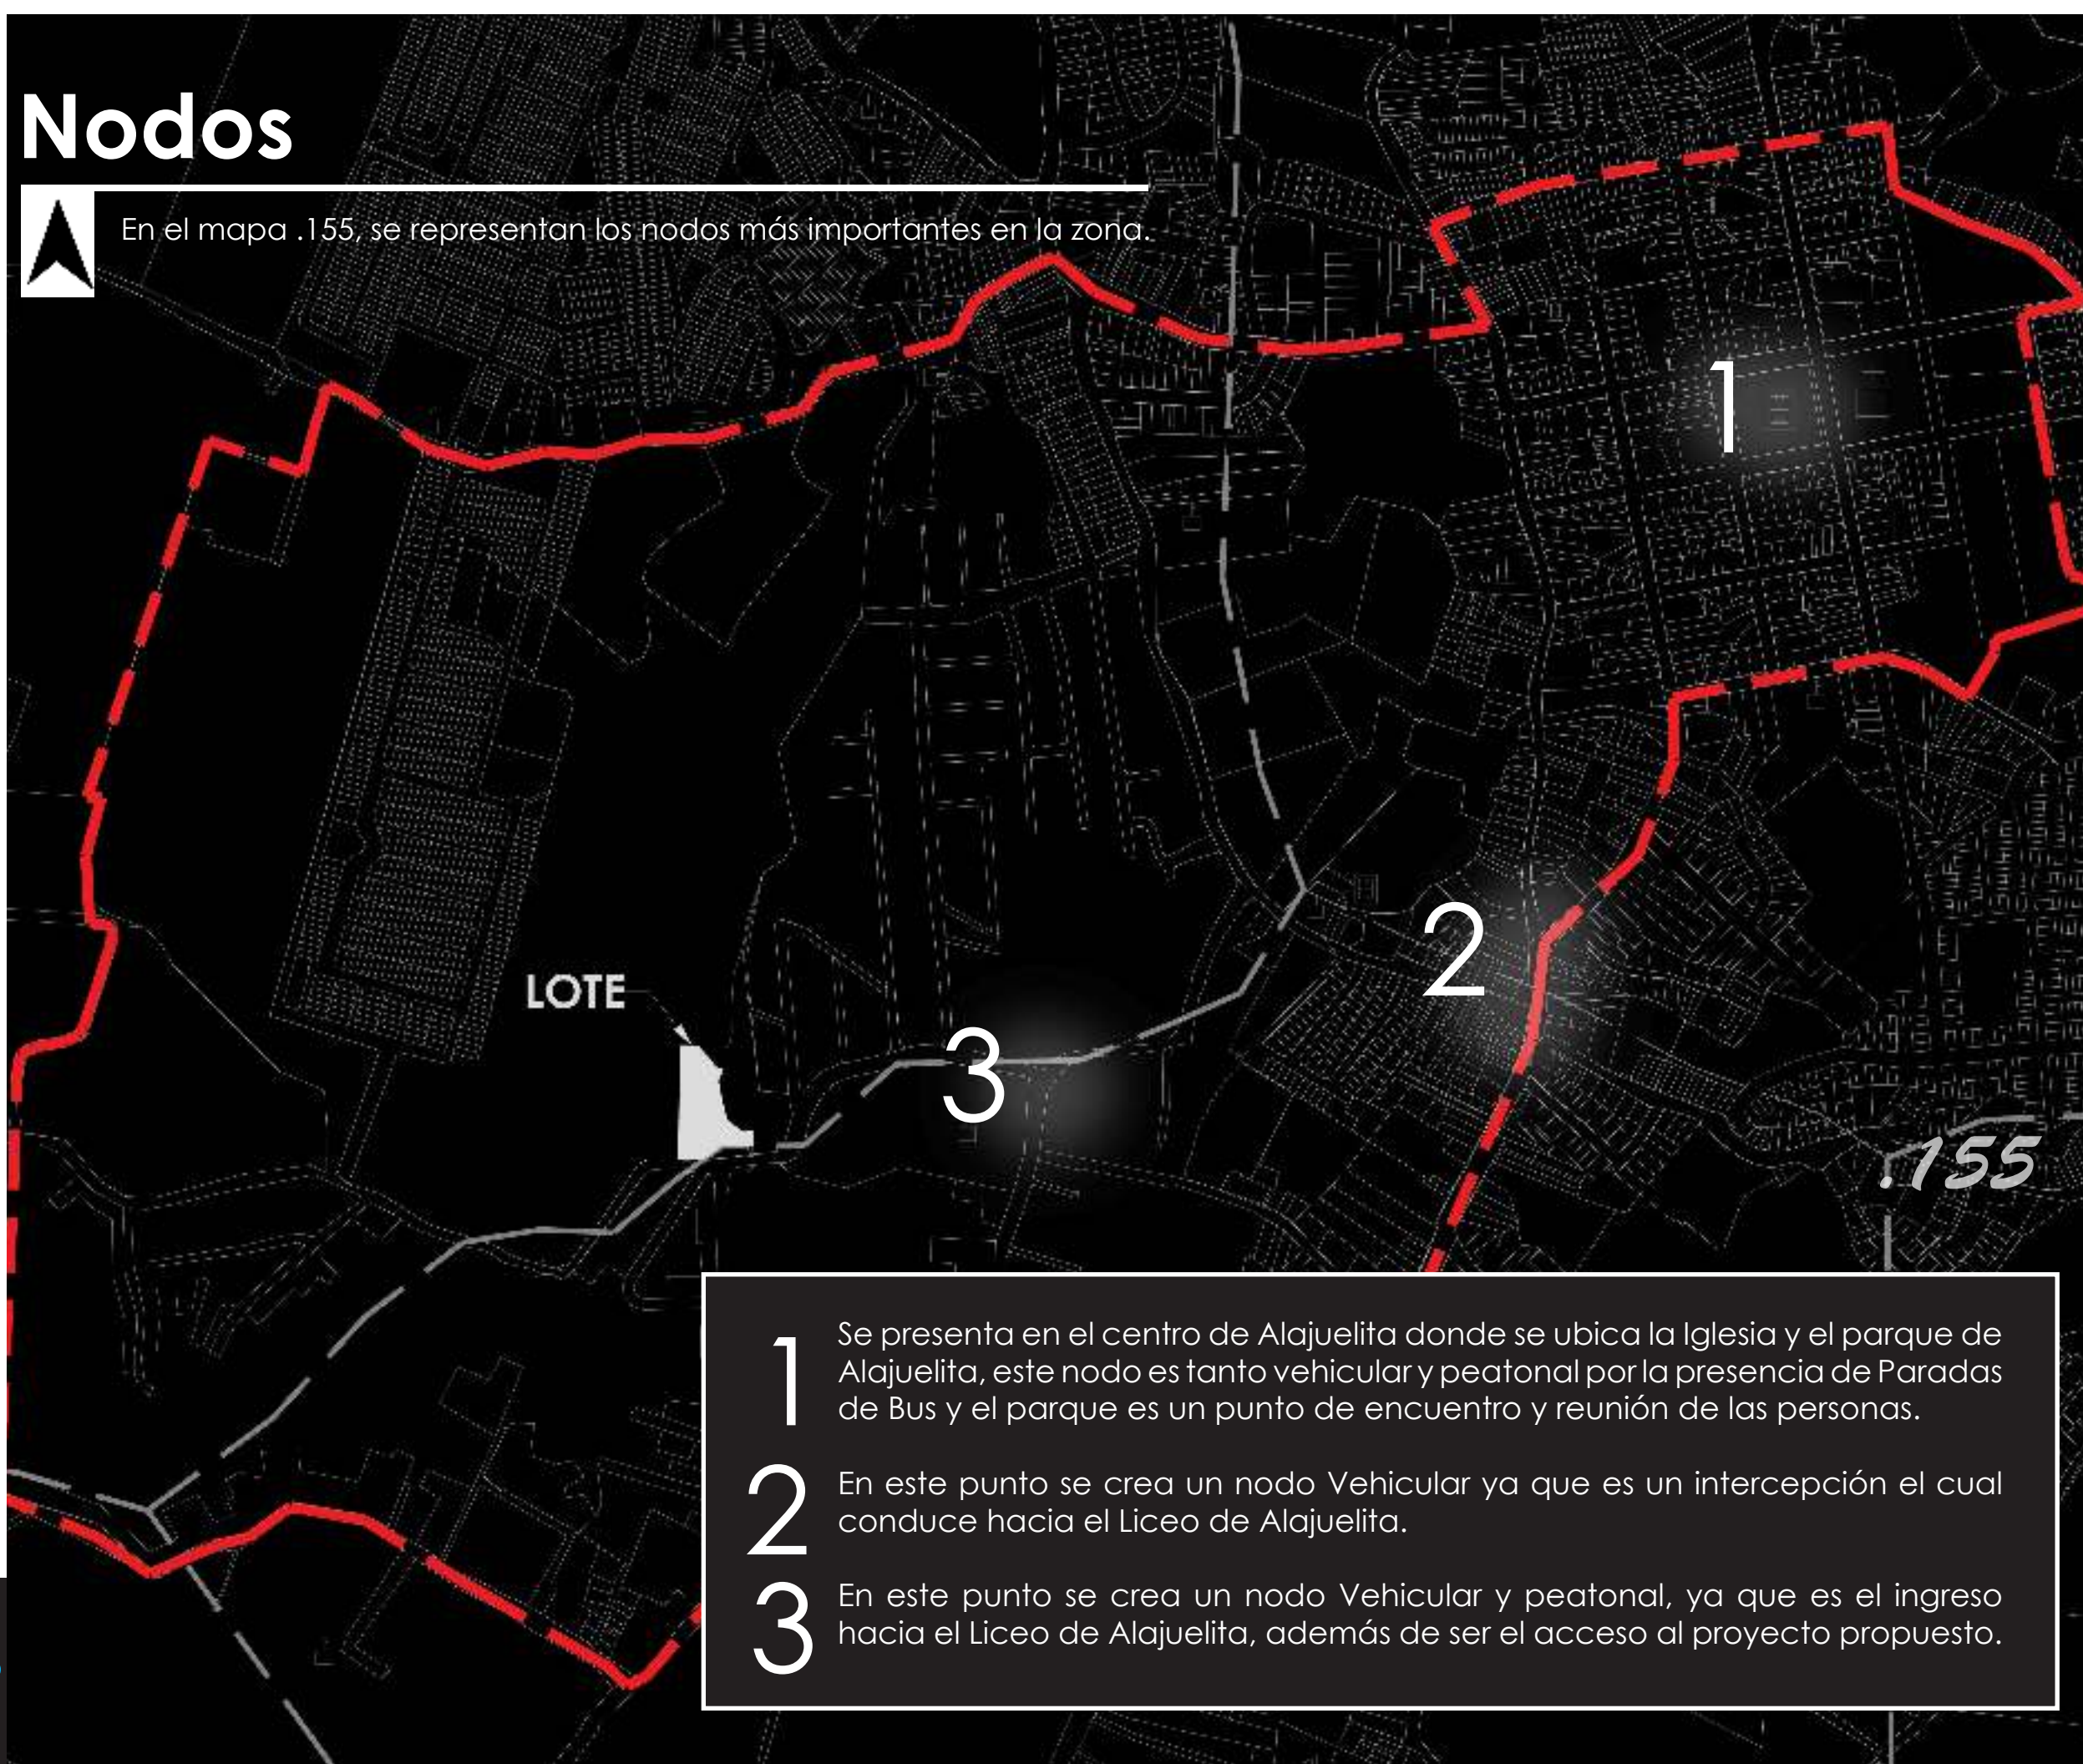 Nodos
En el mapa .155, se representan los nodos más importantes en la zona.
1
2
LOTE
3
.155
1
Se presenta en el centro de Alajuelita donde se ubica la Iglesia y el parque de
Alajuelita, este nodo es tanto vehicular y peatonal por la presencia de Paradas
de Bus y el parque es un punto de encuentro y reunión de las personas.
2
En este punto se crea un nodo Vehicular ya que es un intercepción el cual
conduce hacia el Liceo de Alajuelita.
3
En este punto se crea un nodo Vehicular y peatonal, ya que es el ingreso
hacia el Liceo de Alajuelita, además de ser el acceso al proyecto propuesto.